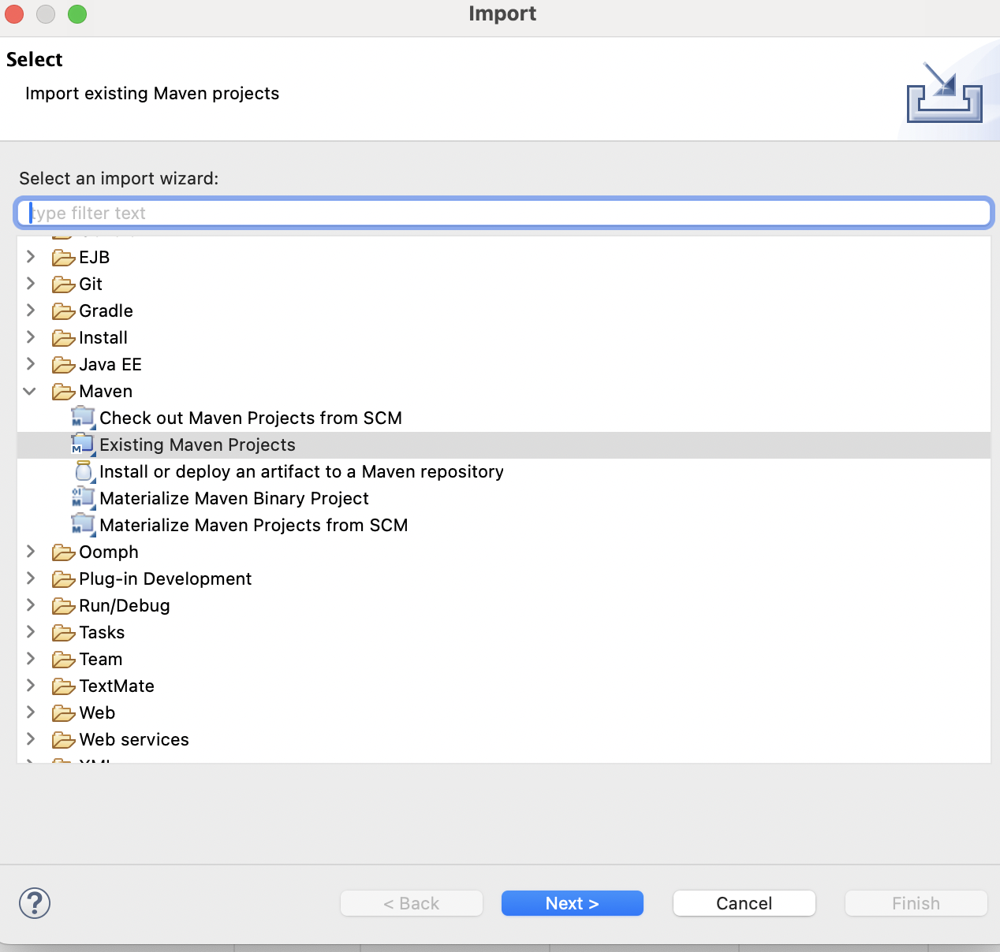 Import
Select
Import existing Maven projects
Select an import wizard:
type filter text
EJB
Git
Gradle
Install
Java EE
Maven
Check out Maven Projects from SCM
Existing Maven Projects
Install or deploy an artifact to a Maven repository
Materialize Maven Binary Project
Materialize Maven Projects from SCM
Oomph
Plug-in Development
Run/Debug
Tasks
Team
TextMate
Web
Web services
XML
? < Back Next > Cancel Finish